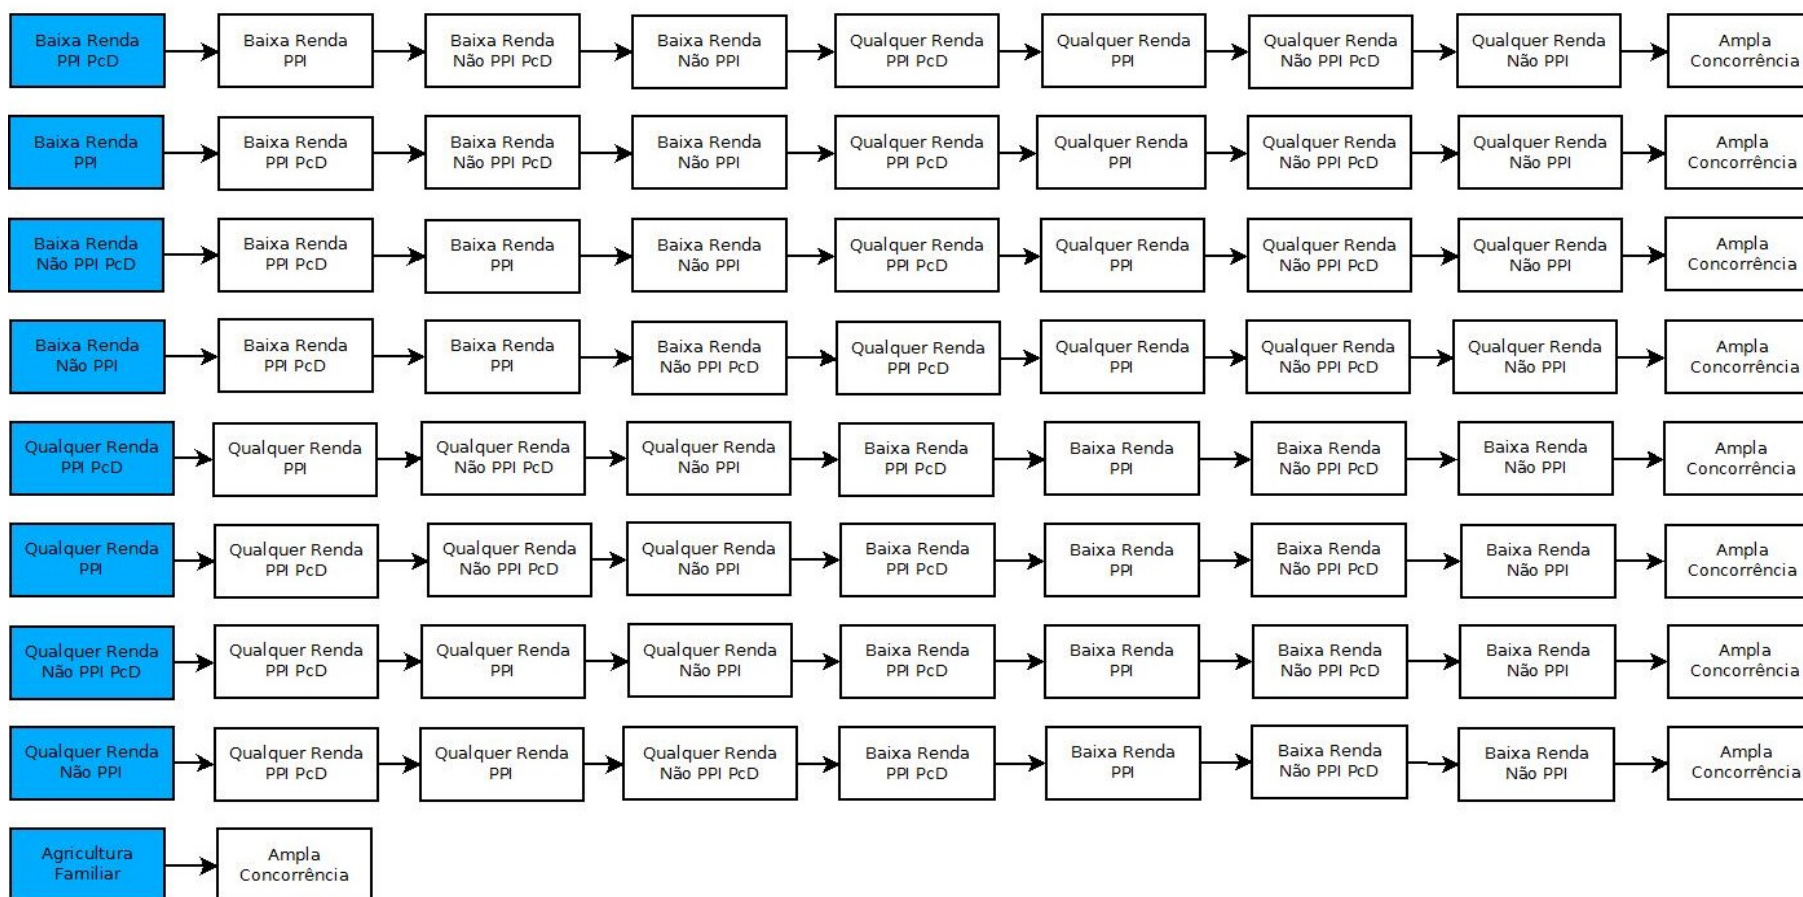 Baixa Renda
PPI PcD
Baixa Renda
PPI
Baixa Renda
Não PPI PcD
Baixa Renda
Não PPI
Qualquer Renda
PPI PcD
Qualquer Renda
PPI
Qualquer Renda
Não PPI PcD
Qualquer Renda
Não PPI
Ampla
Concorrência
Baixa Renda
PPI
Baixa Renda
PPI PcD
Baixa Renda
Não PPI PcD
Baixa Renda
Não PPI
Qualquer Renda
PPI PcD
Qualquer Renda
PPI
Qualquer Renda
Não PPI PcD
Qualquer Renda
Não PPI
Ampla
Concorrência
Baixa Renda
Não PPI PcD
Baixa Renda
PPI PcD
Baixa Renda
PPI
Baixa Renda
Não PPI
Qualquer Renda
PPI PcD
Qualquer Renda
PPI
Qualquer Renda
Não PPI PcD
Qualquer Renda
Não PPI
Ampla
Concorrência
Baixa Renda
Não PPI
Baixa Renda
PPI PcD
Baixa Renda
PPI
Baixa Renda
Não PPI PcD
Qualquer Renda
PPI PcD
Qualquer Renda
PPI
Qualquer Renda
Não PPI PcD
Qualquer Renda
Não PPI
Ampla
Concorrência
Qualquer Renda
PPI PcD
Qualquer Renda
PPI
Qualquer Renda
Não PPI PcD
Qualquer Renda
Não PPI
Baixa Renda
PPI PcD
Baixa Renda
PPI
Baixa Renda
Não PPI PcD
Baixa Renda
Não PPI
Ampla
Concorrência
Qualquer Renda
PPI
Qualquer Renda
PPI PcD
Qualquer Renda
Não PPI PcD
Qualquer Renda
Não PPI
Baixa Renda
PPI PcD
Baixa Renda
PPI
Baixa Renda
Não PPI PcD
Baixa Renda
Não PPI
Ampla
Concorrência
Qualquer Renda
Não PPI PcD
Qualquer Renda
PPI PcD
Qualquer Renda
PPI
Qualquer Renda
Não PPI
Baixa Renda
PPI PcD
Baixa Renda
PPI
Baixa Renda
Não PPI PcD
Baixa Renda
Não PPI
Ampla
Concorrência
Qualquer Renda
Não PPI
Qualquer Renda
PPI PcD
Qualquer Renda
PPI
Qualquer Renda
Não PPI PcD
Baixa Renda
PPI PcD
Baixa Renda
PPI
Baixa Renda
Não PPI PcD
Baixa Renda
Não PPI
Ampla
Concorrência
Agricultura
Familiar
Ampla
Concorrência